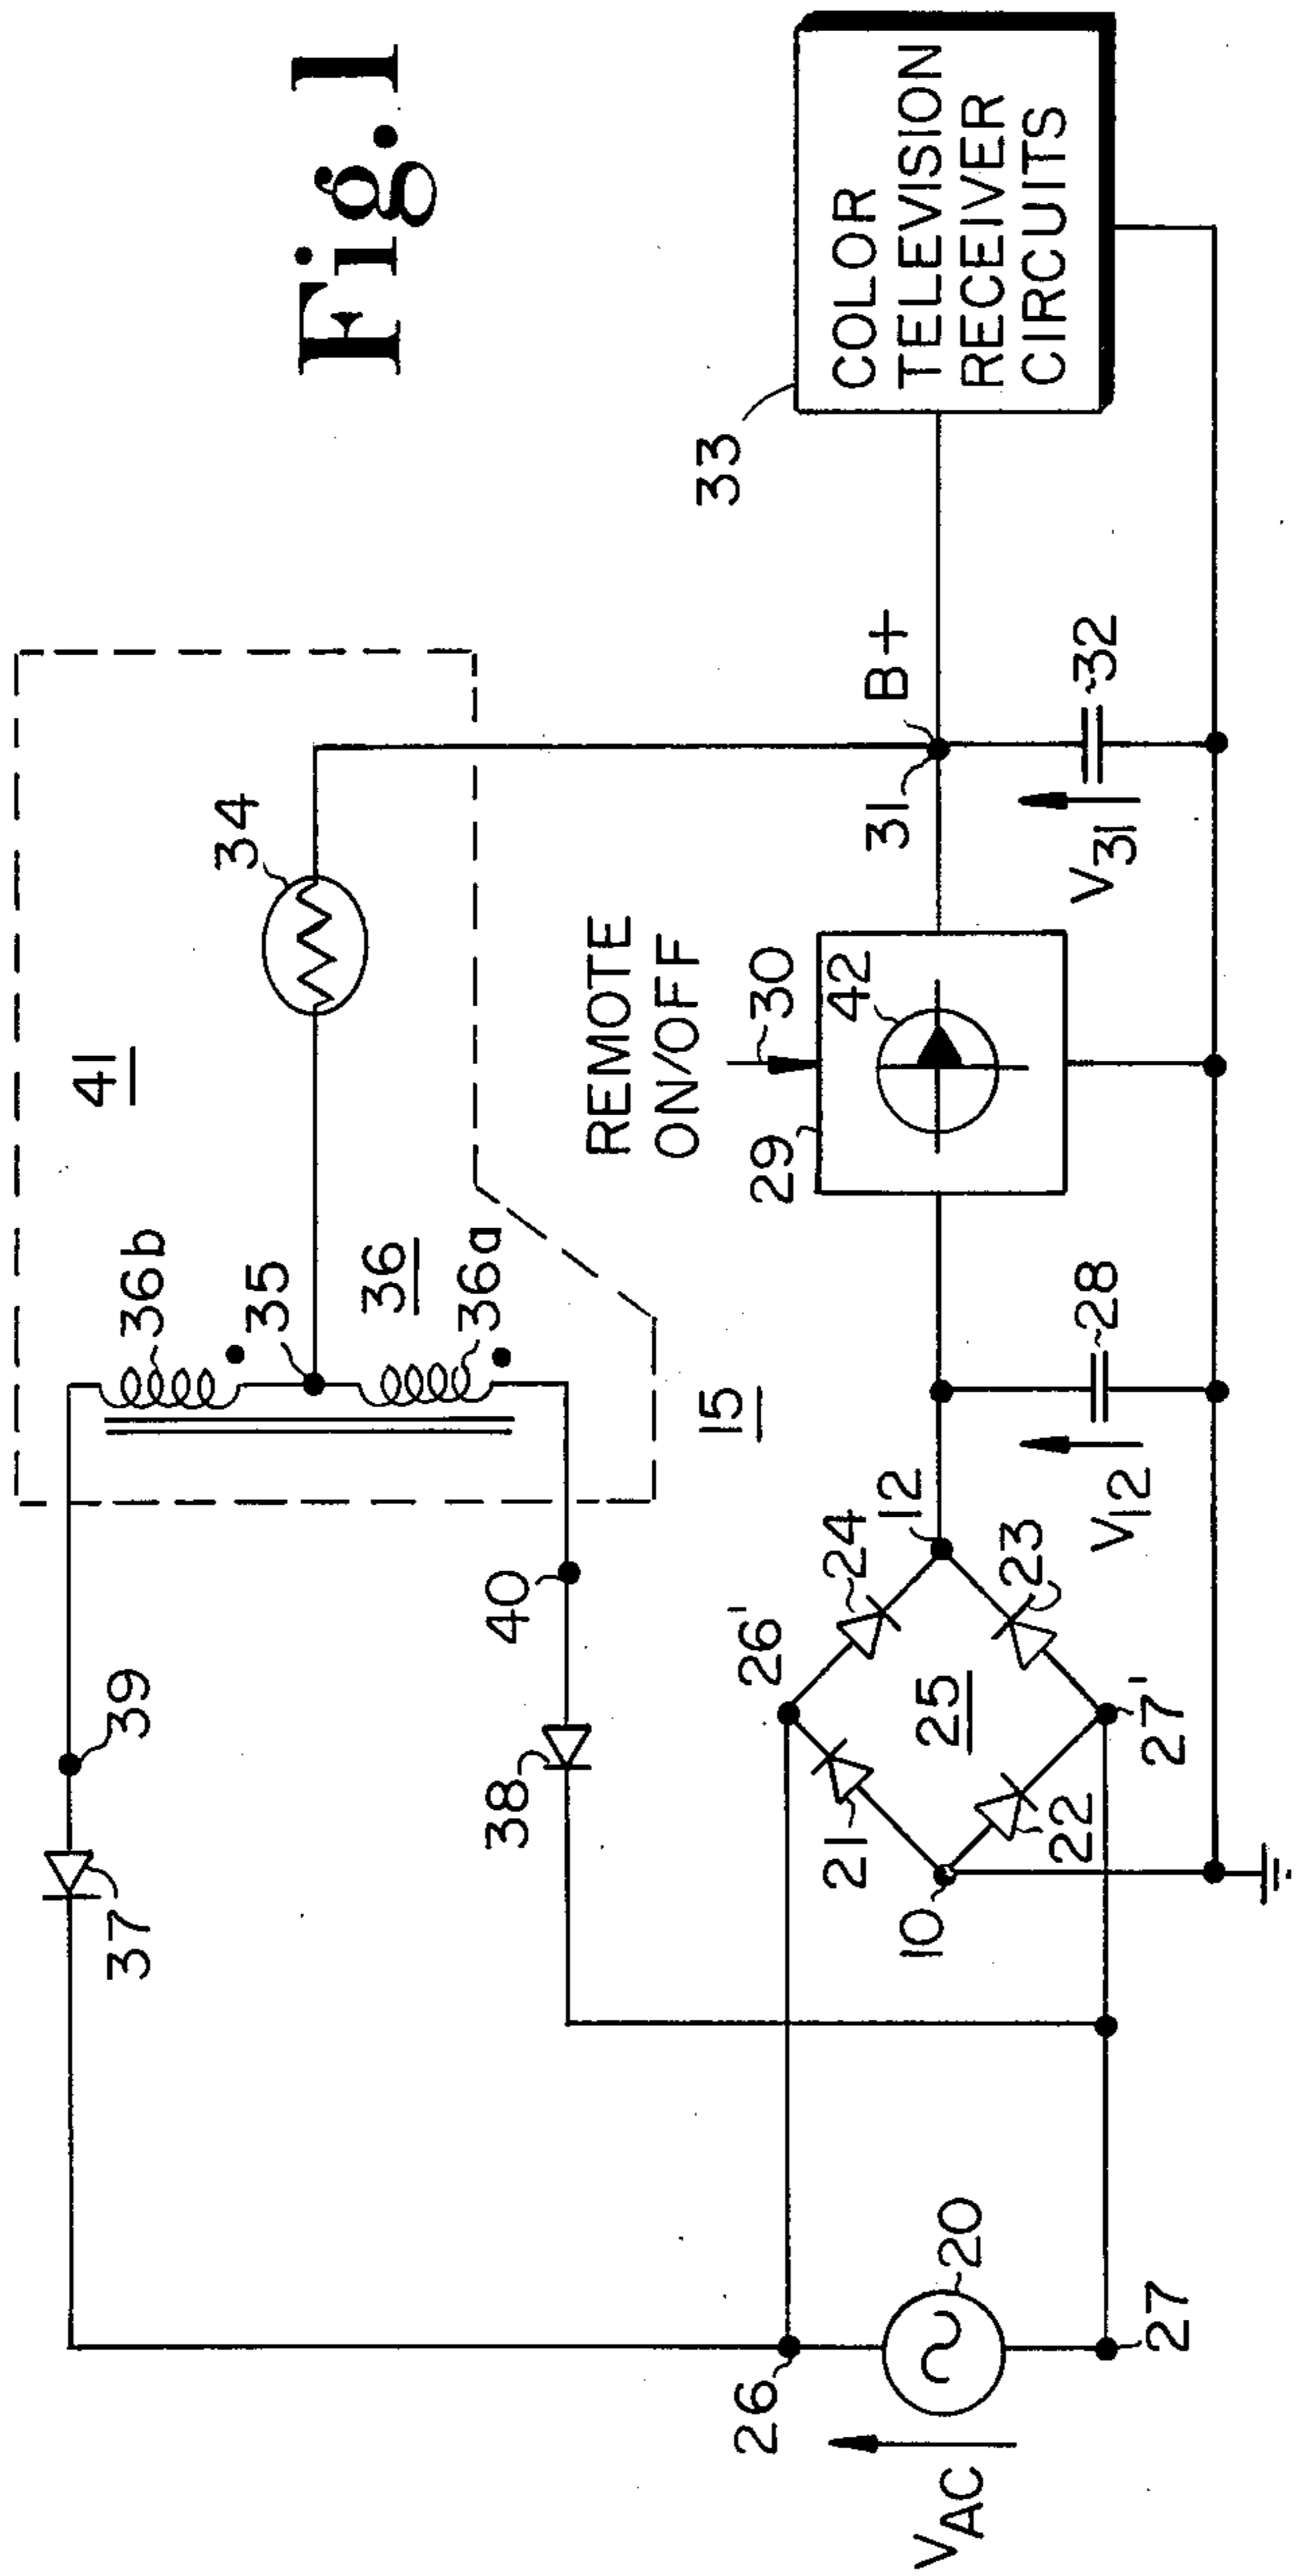 Fig. 1
41
36b
34
35
36
36a
39
37
40
38
15
REMOTE
ON/OFF
30
33
COLOR
TELEVISION
RECEIVER
CIRCUITS
B+
31
29
42
26
26'
24
12
21
25
23
22
10
27'
20
27
VAC
V12
28
V31
32